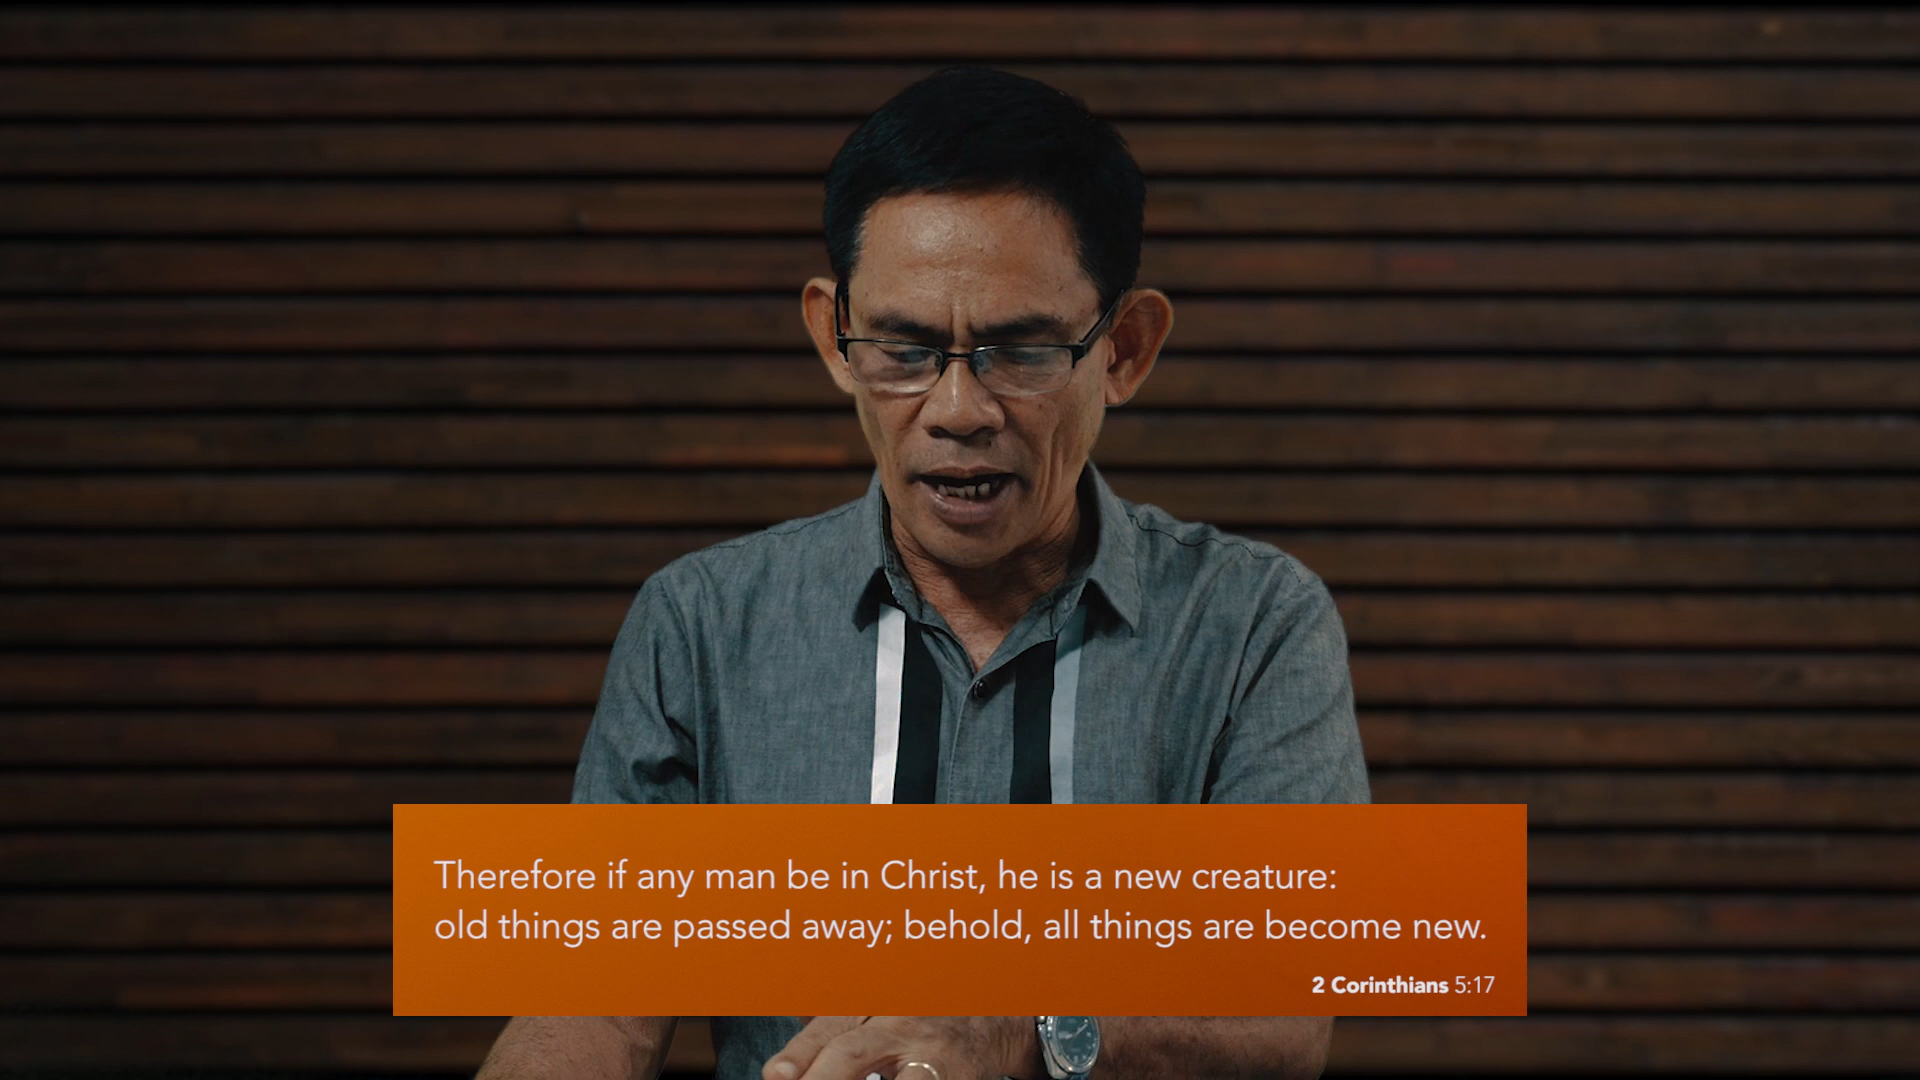 Therefore if any man be in Christ, he is a new creature:
old things are passed away; behold, all things are become new.
2 Corinthians 5:17